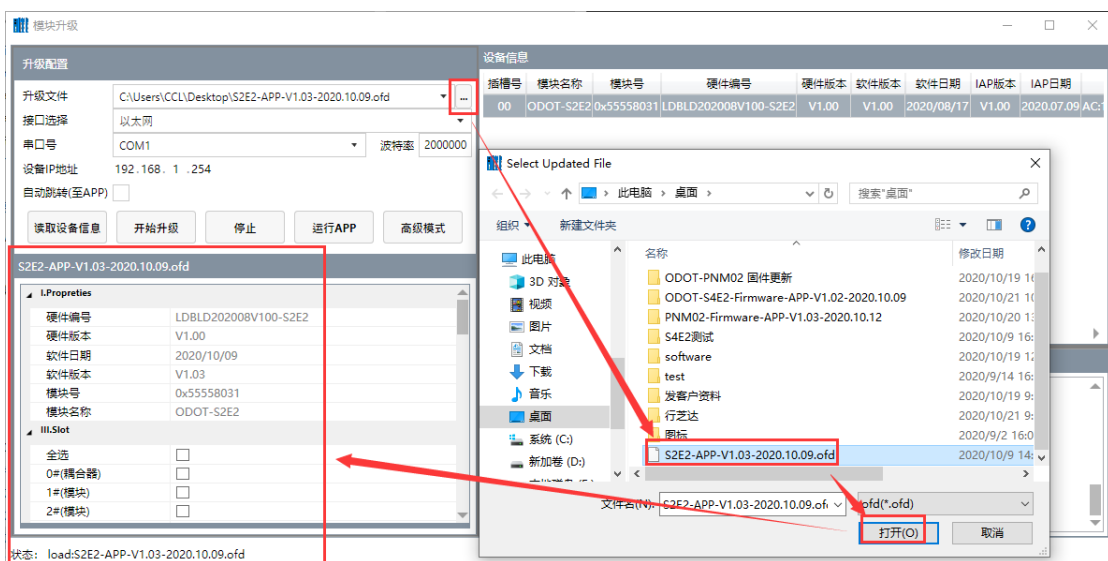 模块升级
升级配置
升级文件 C:\Users\CCL\Desktop\S2E2-APP-V1.03-2020.10.09.ofd ...
接口选择 以太网
串口号 COM1 波特率 2000000
设备IP地址 192.168. 1 .254
自动跳转(至APP)
读取设备信息 开始升级 停止 运行APP 高级模式
S2E2-APP-V1.03-2020.10.09.ofd
I.Propreties
硬件编号 LDBLD202008V100-S2E2
硬件版本 V1.00
软件日期 2020/10/09
软件版本 V1.03
模块号 0x55558031
模块名称 ODOT-S2E2
III.Slot
全选
0#(耦合器)
1#(模块)
2#(模块)
状态: load:S2E2-APP-V1.03-2020.10.09.ofd
设备信息
插槽号 模块名称 模块号 硬件编号 硬件版本 软件版本 软件日期 IAP版本 IAP日期
00 ODOT-S2E2 0x55558031 LDBLD202008V100-S2E2 V1.00 V1.00 2020/08/17 V1.00 2020.07.09 AC:1
Select Updated File
此电脑 桌面 搜索"桌面"
组织 新建文件夹
此电脑
3D 对象
视频
图片
文档
下载
音乐
桌面
系统 (C:)
新加卷 (D:)
名称 修改日期
ODOT-PNM02 固件更新 2020/10/19 16
ODOT-S4E2-Firmware-APP-V1.02-2020.10.09 2020/10/21 10
PNM02-Firmware-APP-V1.03-2020.10.12 2020/10/20 13
S4E2测试 2020/10/9 16:
software 2020/10/19 12
test 2020/9/14 16:
发客户资料 2020/10/19 9:
行芝达 2020/10/21 9:
图标 2020/9/2 16:0
S2E2-APP-V1.03-2020.10.09.ofd 2020/10/9 14:
文件名(N): S2E2-APP-V1.03-2020.10.09.of ofd(*.ofd)
打开(O) 取消